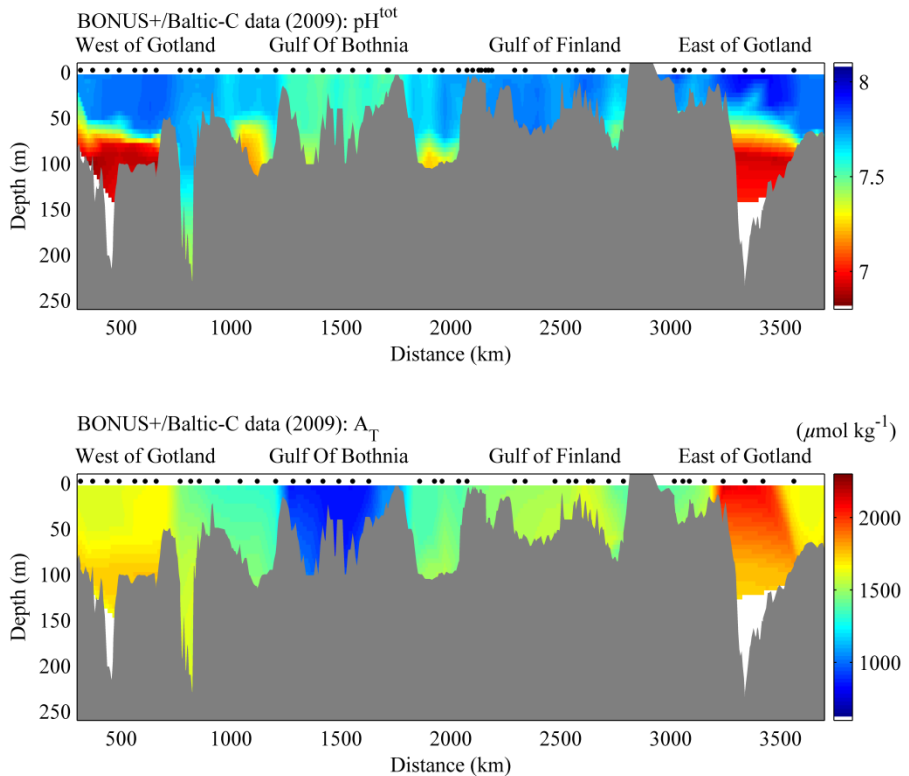 BONUS+/Baltic-C data (2009): pH^tot
West of Gotland Gulf Of Bothnia Gulf of Finland East of Gotland
0
50
100
150
200
250
Depth (m)
500 1000 1500 2000 2500 3000 3500
Distance (km)
8
7.5
7
BONUS+/Baltic-C data (2009): A_T
(μmol kg^-1)
West of Gotland Gulf Of Bothnia Gulf of Finland East of Gotland
0
50
100
150
200
250
Depth (m)
500 1000 1500 2000 2500 3000 3500
Distance (km)
2000
1500
1000